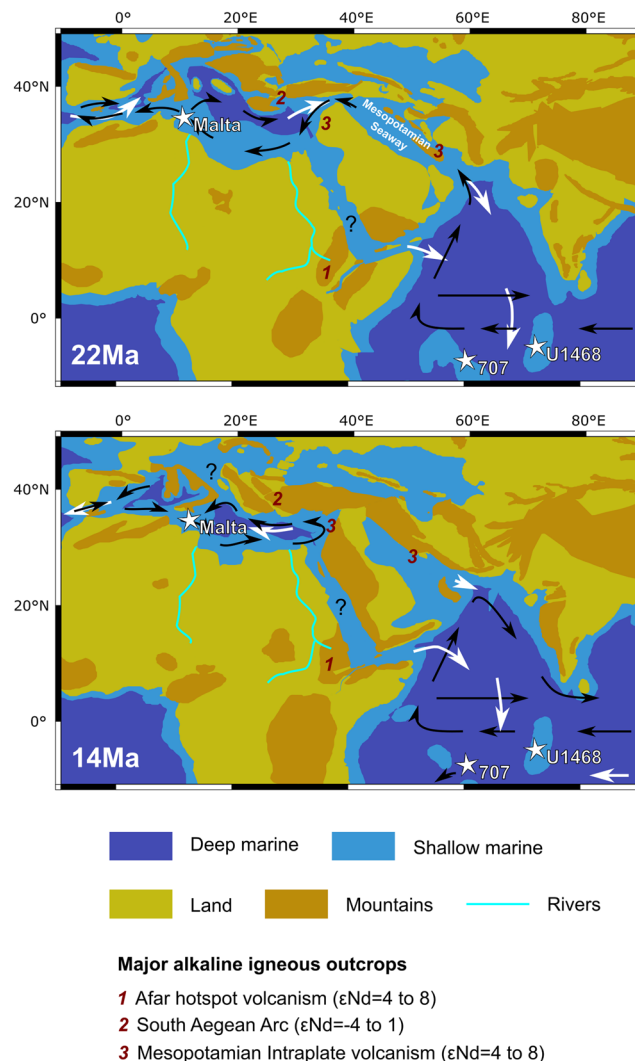 0° 20°E 40°E 60°E 80°E
40°N
2
Malta
3
Mesopotamian
Seaway
3
20°N
?
1
0°
22Ma
707
U1468
0° 20°E 40°E 60°E 80°E
?
40°N
2
Malta
3
3
20°N
?
1
0°
14Ma
707
U1468
Deep marine Shallow marine
Land Mountains Rivers
Major alkaline igneous outcrops
1 Afar hotspot volcanism (εNd=4 to 8)
2 South Aegean Arc (εNd=-4 to 1)
3 Mesopotamian Intraplate volcanism (εNd=4 to 8)